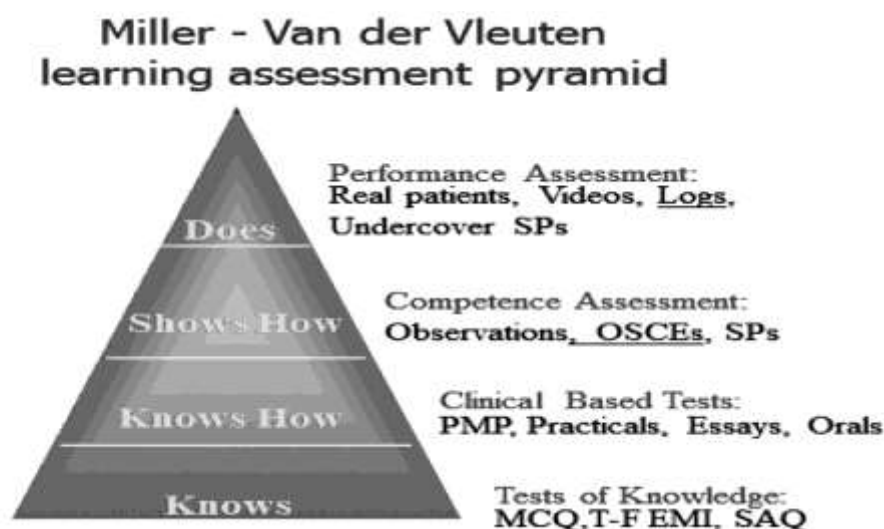 Miller - Van der Vleuten
learning assessment pyramid
Performance Assessment:
Real patients, Videos, Logs,
Undercover SPs
Does
Competence Assessment:
Observations, OSCEs, SPs
Shows How
Clinical Based Tests:
PMP, Practicals, Essays, Orals
Knows How
Tests of Knowledge:
MCQ,T-F EMI, SAQ
Knows